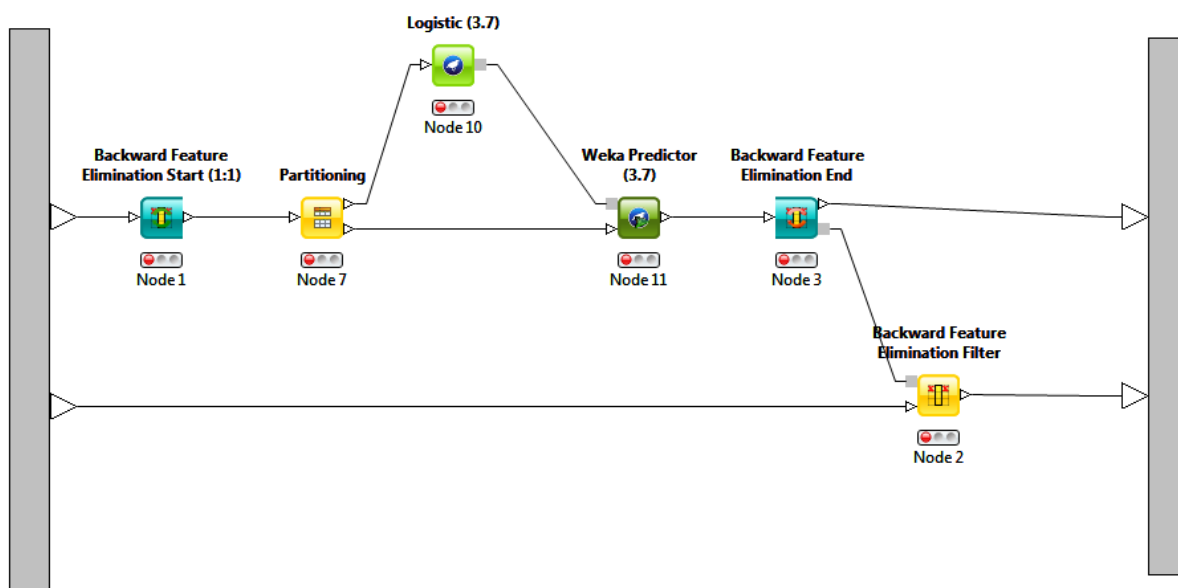 Logistic (3.7)
Node 10
Backward Feature
Elimination Start (1:1)
Node 1
Partitioning
Node 7
Weka Predictor
(3.7)
Node 11
Backward Feature
Elimination End
Node 3
Backward Feature
Elimination Filter
Node 2